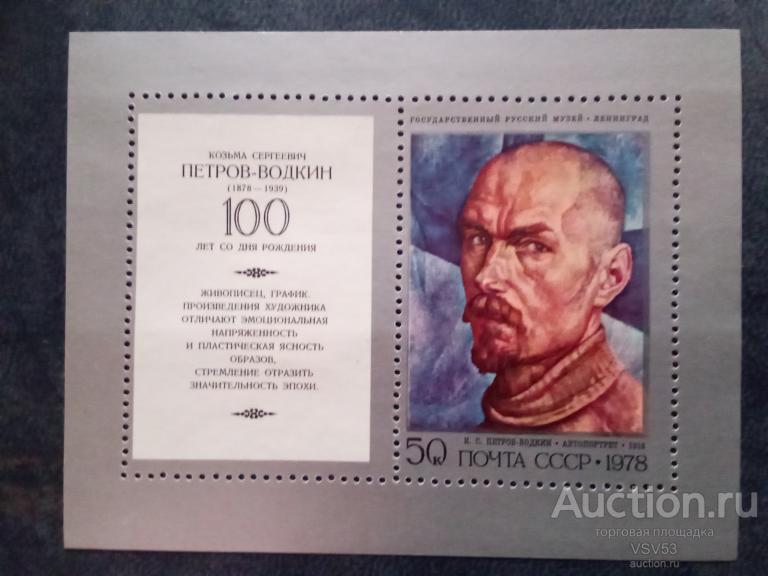 КОЗЬМА СЕРГЕЕВИЧ
ПЕТРОВ-ВОДКИН
(1878—1939)
100
ЛЕТ СО ДНЯ РОЖДЕНИЯ
ЖИВОПИСЕЦ, ГРАФИК.
ПРОИЗВЕДЕНИЯ ХУДОЖНИКА
ОТЛИЧАЮТ ЭМОЦИОНАЛЬНАЯ
НАПРЯЖЕННОСТЬ
И ПЛАСТИЧЕСКАЯ ЯСНОСТЬ
ОБРАЗОВ,
СТРЕМЛЕНИЕ ОТРАЗИТЬ
ЗНАЧИТЕЛЬНОСТЬ ЭПОХИ.
ГОСУДАРСТВЕННЫЙ РУССКИЙ МУЗЕЙ • ЛЕНИНГРАД
К. С. ПЕТРОВ-ВОДКИН • АВТОПОРТРЕТ • 1918
50к ПОЧТА СССР • 1978
Auction.ru
торговая площадка
VSV53
auction.ru